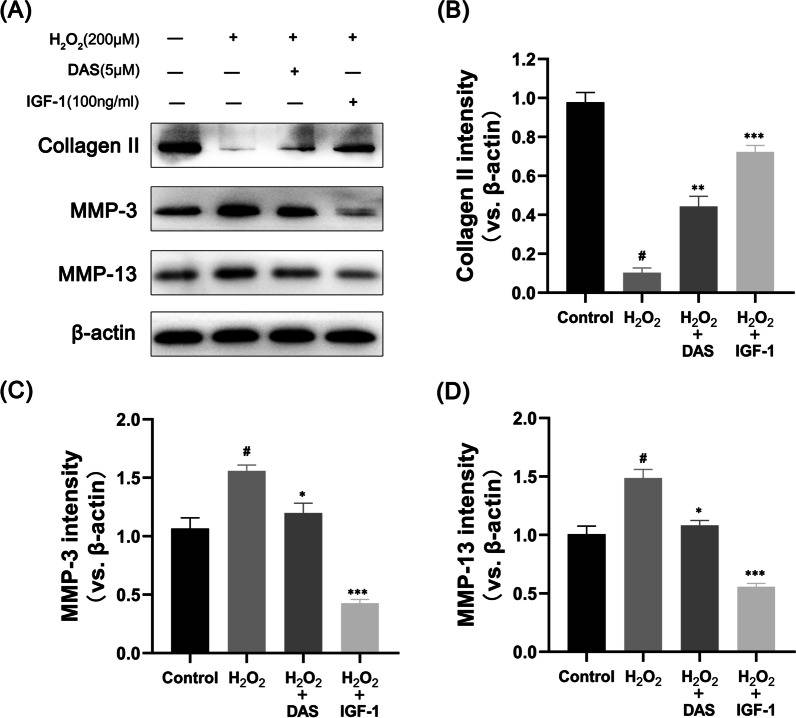 (A)
H₂O₂(200μM) — + + +
DAS(5μM) — — + —
IGF-1(100ng/ml) — — — +
Collagen II
MMP-3
MMP-13
β-actin
(B)
Collagen II intensity
(vs. β-actin)
1.2
1.0
0.8
0.6
0.4
0.2
0.0
#
**
***
Control H₂O₂ H₂O₂ H₂O₂
+ +
DAS IGF-1
(C)
MMP-3 intensity
(vs. β-actin)
2.0
1.5
1.0
0.5
0.0
#
*
***
Control H₂O₂ H₂O₂ H₂O₂
+ +
DAS IGF-1
(D)
MMP-13 intensity
(vs. β-actin)
2.0
1.5
1.0
0.5
0.0
#
*
***
Control H₂O₂ H₂O₂ H₂O₂
+ +
DAS IGF-1